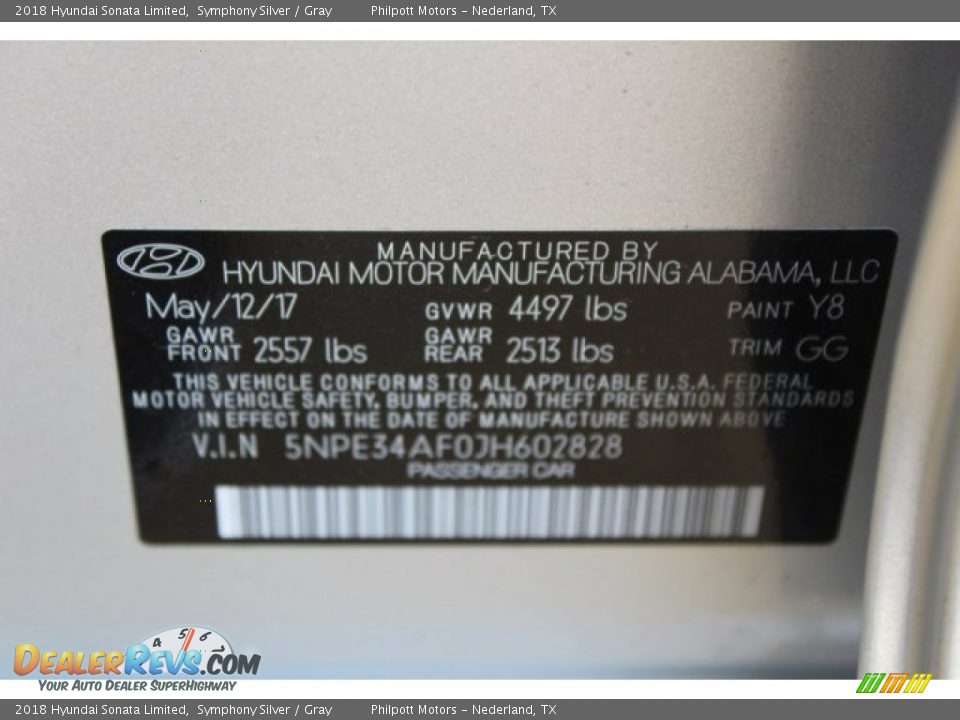 2018 Hyundai Sonata Limited, Symphony Silver / Gray Philpott Motors - Nederland, TX
MANUFACTURED BY
HYUNDAI MOTOR MANUFACTURING ALABAMA, LLC
May/12/17 GVWR 4497 lbs PAINT Y8
GAWR FRONT 2557 lbs GAWR REAR 2513 lbs TRIM GG
THIS VEHICLE CONFORMS TO ALL APPLICABLE U.S.A. FEDERAL
MOTOR VEHICLE SAFETY, BUMPER, AND THEFT PREVENTION STANDARDS
IN EFFECT ON THE DATE OF MANUFACTURE SHOWN ABOVE
V.I.N 5NPE34AF0JH602828
PASSENGER CAR
4 5 6
DEALERREVS.COM
YOUR AUTO DEALER SUPERHIGHWAY
2018 Hyundai Sonata Limited, Symphony Silver / Gray Philpott Motors - Nederland, TX